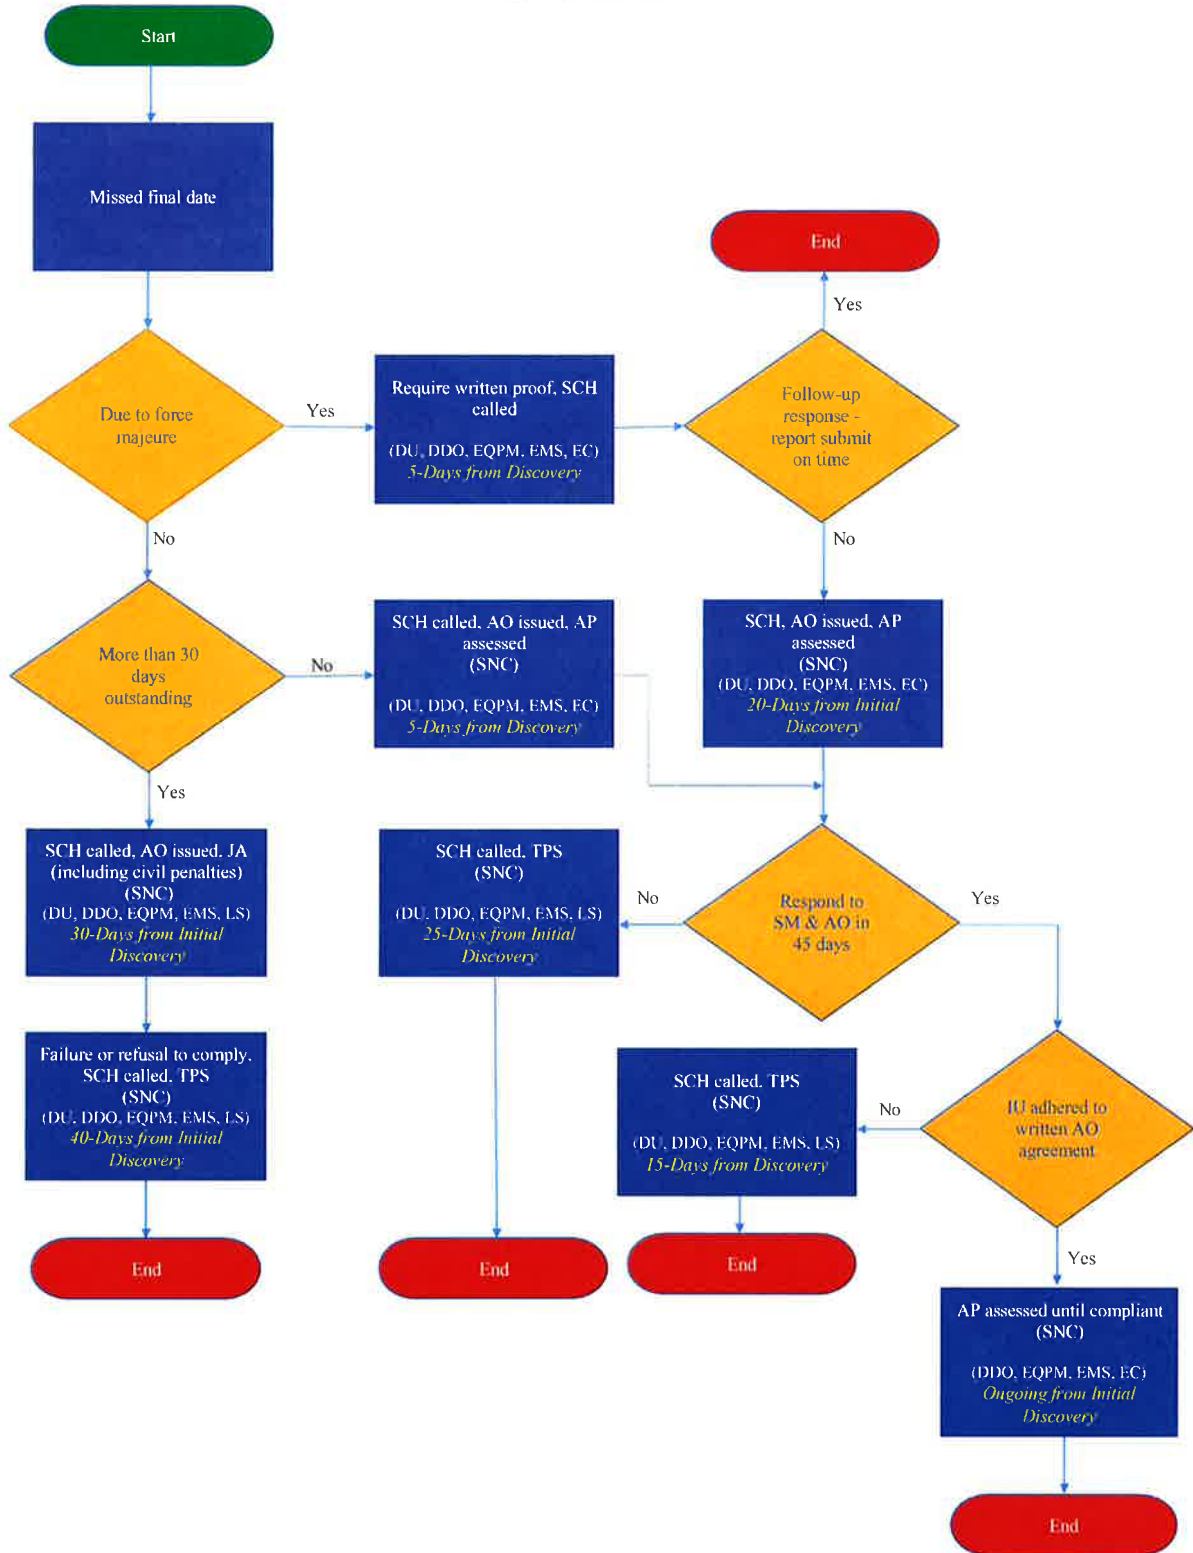 Start
Missed final date
End
Yes
Due to force
majeure
Yes
Require written proof, SCH
called
(DU, DDO, EQPM, EMS, EC)
5-Days from Discovery
Follow-up
response -
report submit
on time
No
No
More than 30
days
outstanding
No
SCH called, AO issued, AP
assessed
(SNC)
(DU, DDO, EQPM, EMS, EC)
5-Days from Discovery
SCH, AO issued, AP
assessed
(SNC)
(DU, DDO, EQPM, EMS, EC)
20-Days from Initial
Discovery
Yes
SCH called, AO issued, JA
(including civil penalties)
(SNC)
(DU, DDO, EQPM, EMS, LS)
30-Days from Initial
Discovery
SCH called, TPS
(SNC)
(DU, DDO, EQPM, EMS, LS)
25-Days from Initial
Discovery
No
Respond to
SM & AO in
45 days
Yes
Failure or refusal to comply,
SCH called, TPS
(SNC)
(DU, DDO, EQPM, EMS, LS)
40-Days from Initial
Discovery
SCH called, TPS
(SNC)
(DU, DDO, EQPM, EMS, LS)
15-Days from Discovery
No
IU adhered to
written AO
agreement
End
End
End
Yes
AP assessed until compliant
(SNC)
(DDO, EQPM, EMS, EC)
Ongoing from Initial
Discovery
End